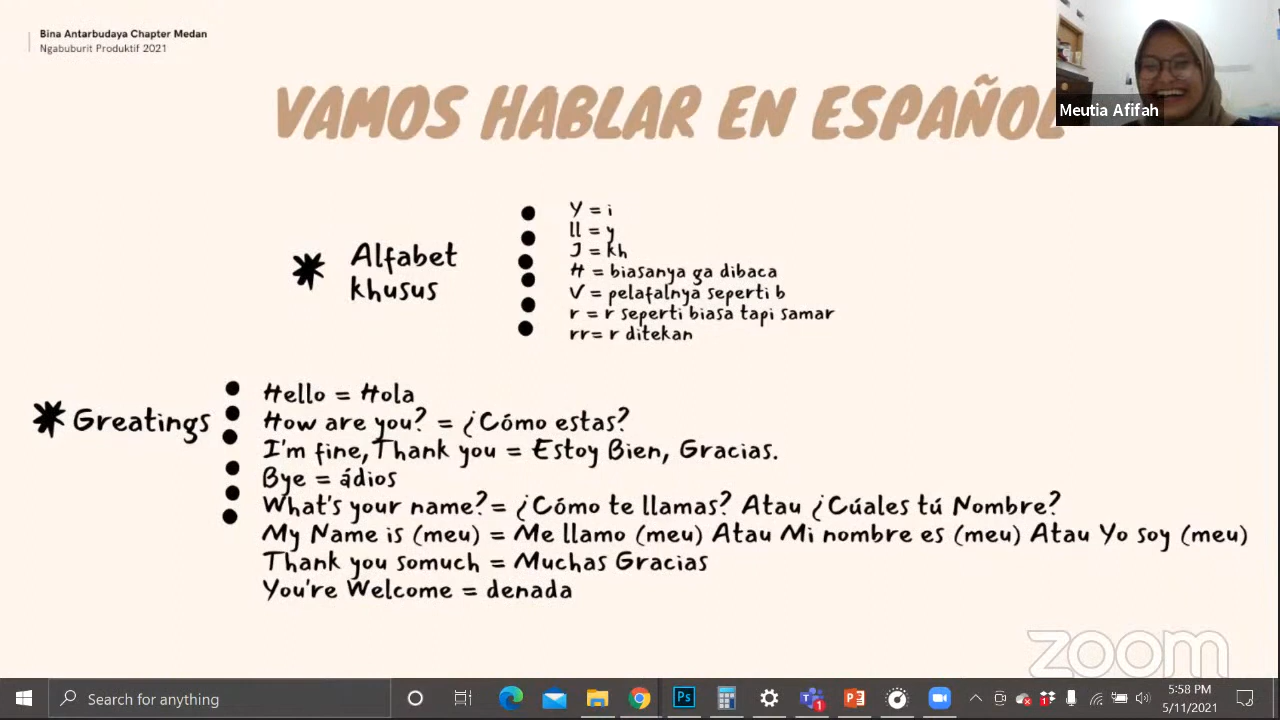 Bina Antarbudaya Chapter Medan
Ngabuburit Produktif 2021
VAMOS HABLAR EN ESPAÑOL
Meutia Afifah
Alfabet
khusus
Y = i
ll = y
J = kh
H = biasanya ga dibaca
V = pelafalnya seperti b
r = r seperti biasa tapi samar
rr= r ditekan
Greatings
Hello = Hola
How are you? = ¿Cómo estas?
I'm fine, Thank you = Estoy Bien, Gracias.
Bye = ádios
What's your name?= ¿Cómo te llamas? Atau ¿Cúales tú Nombre?
My Name is (meu) = Me llamo (meu) Atau Mi nombre es (meu) Atau Yo soy (meu)
Thank you somuch = Muchas Gracias
You're Welcome = denada
zoom
Search for anything
5:58 PM
5/11/2021